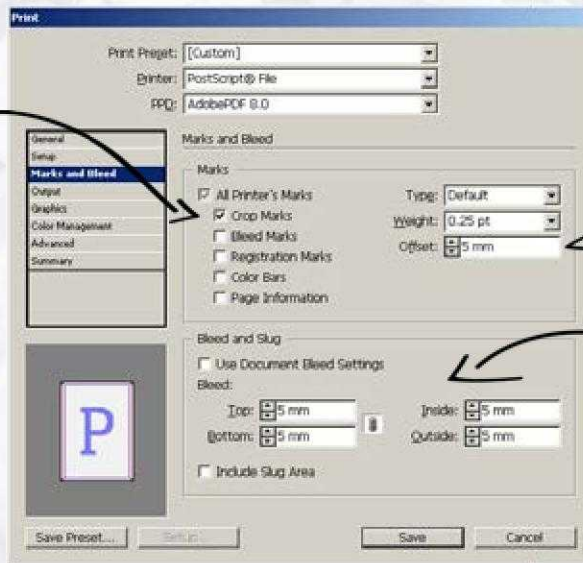 Print
Print Preset: [Custom]
Printer: PostScript® File
PPD: AdobePDF 8.0
General
Setup
Marks and Bleed
Output
Graphics
Color Management
Advanced
Summary
Marks and Bleed
Marks
All Printer's Marks
Crop Marks
Bleed Marks
Registration Marks
Color Bars
Page Information
Type: Default
Weight: 0.25 pt
Offset: 5 mm
Bleed and Slug
Use Document Bleed Settings
Bleed:
Top: 5 mm
Bottom: 5 mm
Inside: 5 mm
Outside: 5 mm
Include Slug Area
P
Save Preset...
Setup...
Save
Cancel